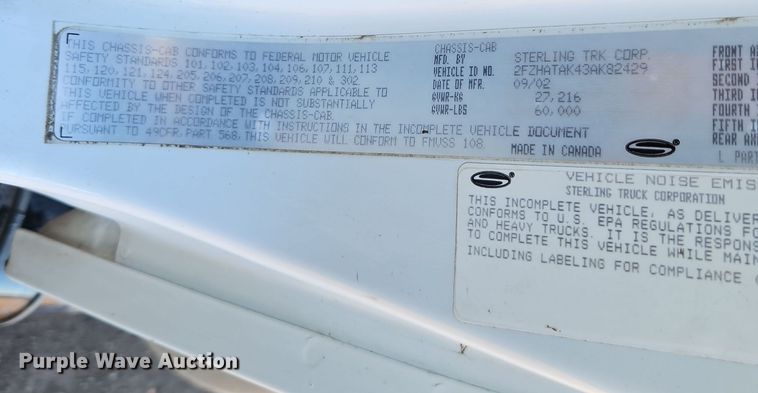 THIS CHASSIS-CAB CONFORMS TO FEDERAL MOTOR VEHICLE
SAFETY STANDARDS 101, 102, 103, 104, 106, 107, 111, 113
115, 120, 121, 124, 205, 206, 207, 208, 209, 210 & 302.
CONFORMITY TO OTHER SAFETY STANDARDS APPLICABLE TO
THIS VEHICLE WHEN COMPLETED IS NOT SUBSTANTIALLY
AFFECTED BY THE DESIGN OF THE CHASSIS-CAB.
IF COMPLETED IN ACCORDANCE WITH INSTRUCTIONS IN THE INCOMPLETE VEHICLE DOCUMENT
PURSUANT TO 49CFR. PART 568, THIS VEHICLE WILL CONFORM TO FMVSS 108.
CHASSIS-CAB
MFD. BY STERLING TRK CORP.
VEHICLE ID NO. 2FZHATAK43AK82429
DATE OF MFR. 09/02
GVWR-KG 27,216
GVWR-LBS 60,000
MADE IN CANADA
FRONT A
FIRST I
SECOND
THIRD I
FOURTH
FIFTH I
REAR AX
L PART
VEHICLE NOISE EMIS
STERLING TRUCK CORPORATION
THIS INCOMPLETE VEHICLE, AS DELIVER
CONFORMS TO U.S. EPA REGULATIONS FO
AND HEAVY TRUCKS. IT IS THE RESPONS
TO COMPLETE THIS VEHICLE WHILE MAIN
INCLUDING LABELING FOR COMPLIANCE
Purple Wave Auction